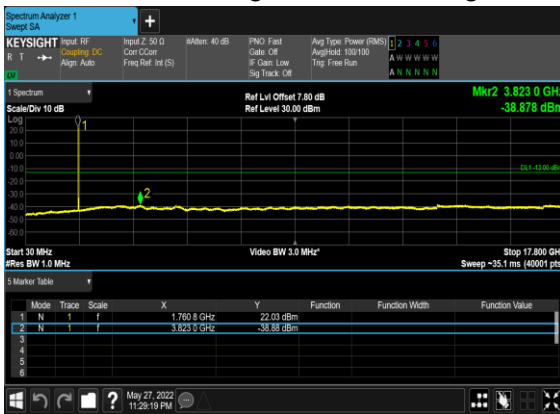 Spectrum Analyzer 1
Swept SA
KEYSIGHT Input: RF Input Z: 50 Ω #Atten: 40 dB PNO: Fast Avg Type: Power (RMS) 1 2 3 4 5 6
R T Coupling: DC Corr CCorr Gate: Off Avg|Hold: 100/100 A W W W W W
Align: Auto Freq Ref: Int (S) IF Gain: Low Trig: Free Run
Sig Track: Off A N N N N N
1 Spectrum Ref Lvl Offset 7.80 dB Mkr2 3.823 0 GHz
Scale/Div 10 dB Ref Level 30.00 dBm -38.878 dBm
Log
20.0 1
10.0
0.00
-10.0 DL1 -13.00 dBm
-20.0
-30.0 2
-40.0
-50.0
-60.0
Start 30 MHz Video BW 3.0 MHz* Stop 17.800 GH
#Res BW 1.0 MHz Sweep ~35.1 ms (40001 pts
5 Marker Table
Mode Trace Scale X Y Function Function Width Function Value
1 N 1 f 1.760 8 GHz 22.03 dBm
2 N 1 f 3.823 0 GHz -38.88 dBm
3
4
5
6
? May 27, 2022
11:29:19 PM